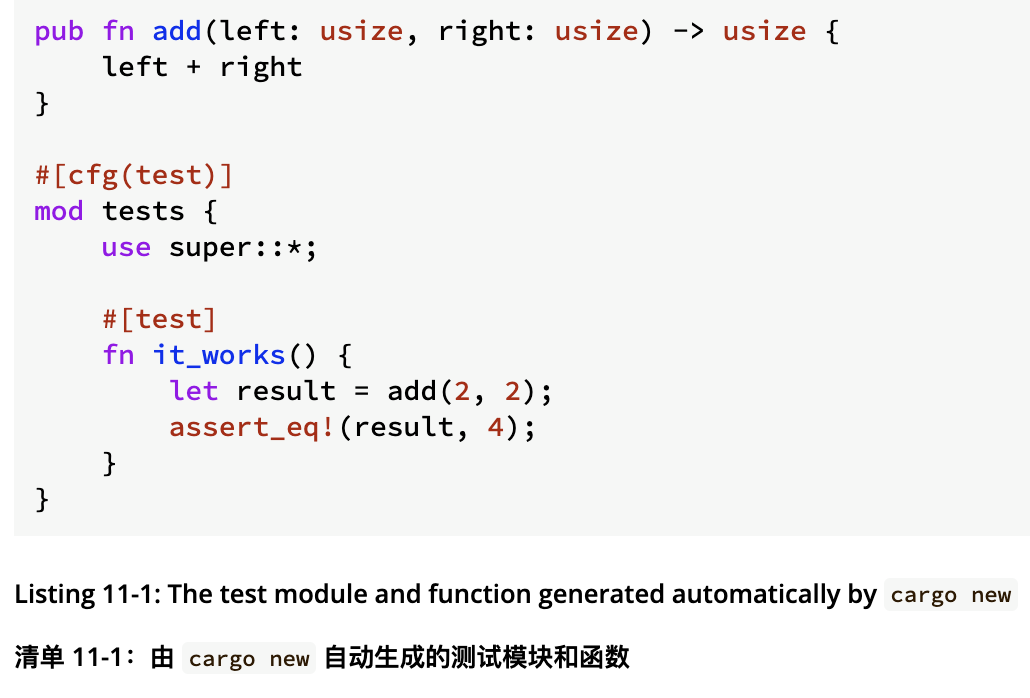 pub fn add(left: usize, right: usize) -> usize {
    left + right
}

#[cfg(test)]
mod tests {
    use super::*;

    #[test]
    fn it_works() {
        let result = add(2, 2);
        assert_eq!(result, 4);
    }
}

Listing 11-1: The test module and function generated automatically by cargo new
清单 11-1：由 cargo new 自动生成的测试模块和函数